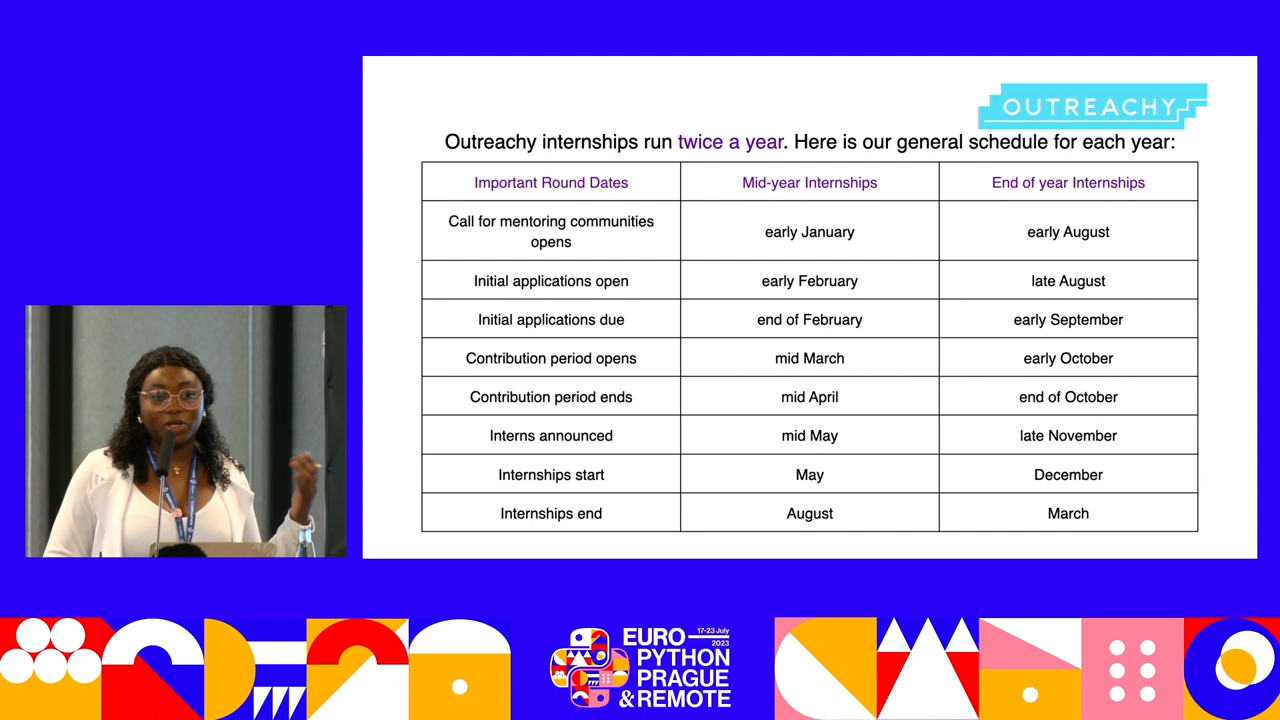 OUTREACHY
Outreachy internships run twice a year. Here is our general schedule for each year:
Important Round Dates
Mid-year Internships
End of year Internships
Call for mentoring communities
opens
early January
early August
Initial applications open
early February
late August
Initial applications due
end of February
early September
Contribution period opens
mid March
early October
Contribution period ends
mid April
end of October
Interns announced
mid May
late November
Internships start
May
December
Internships end
August
March
17-23 July
2023
EURO
PYTHON
PRAGUE
& REMOTE